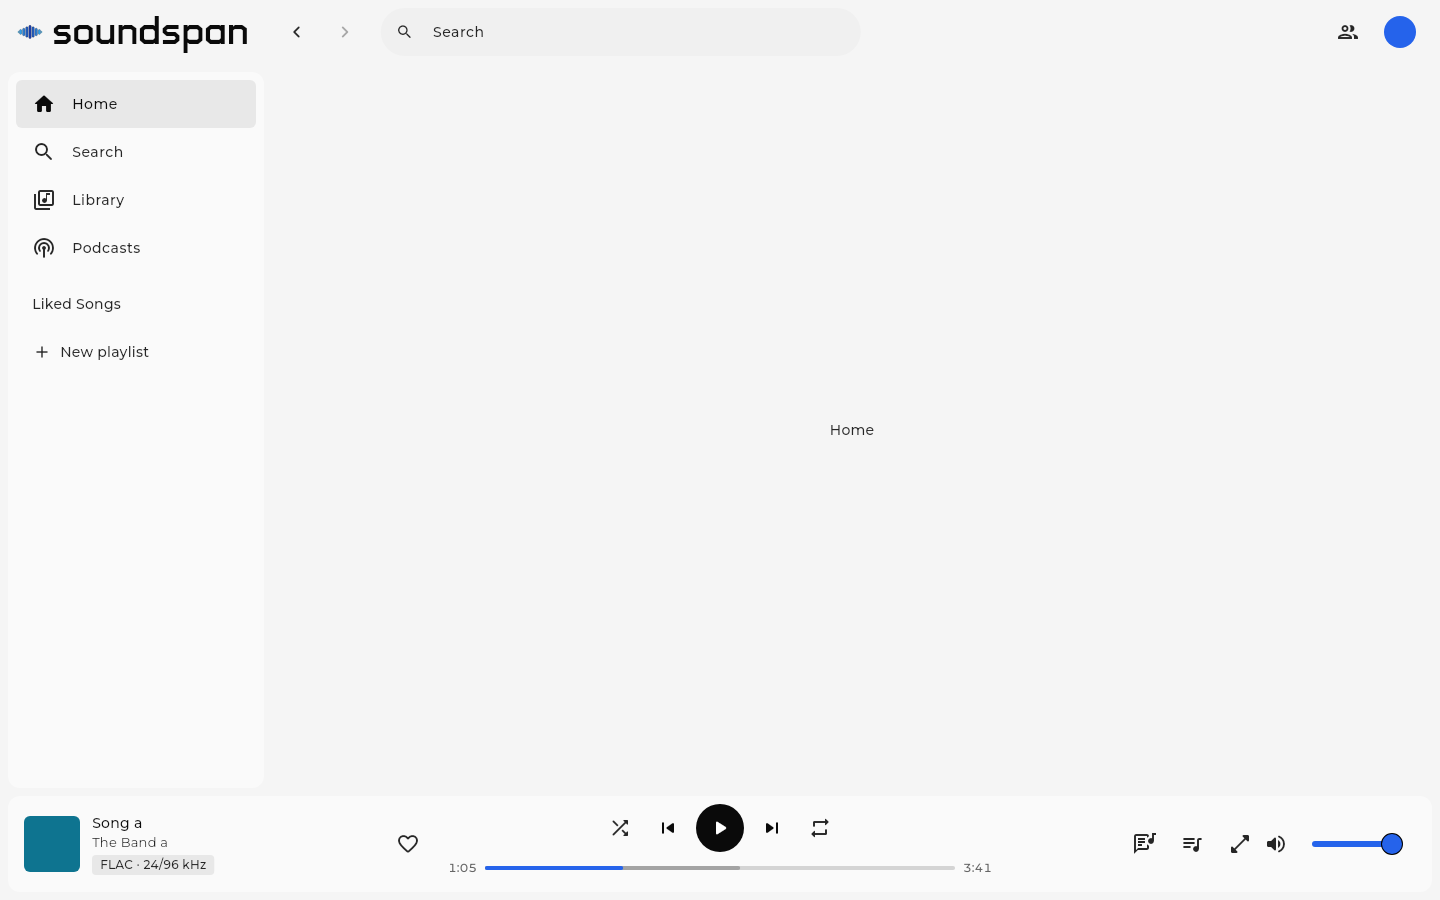 soundspan
Search
Home
Search
Library
Podcasts
Liked Songs
New playlist
Home
Song a
The Band a
FLAC · 24/96 kHz
1:05
3:41